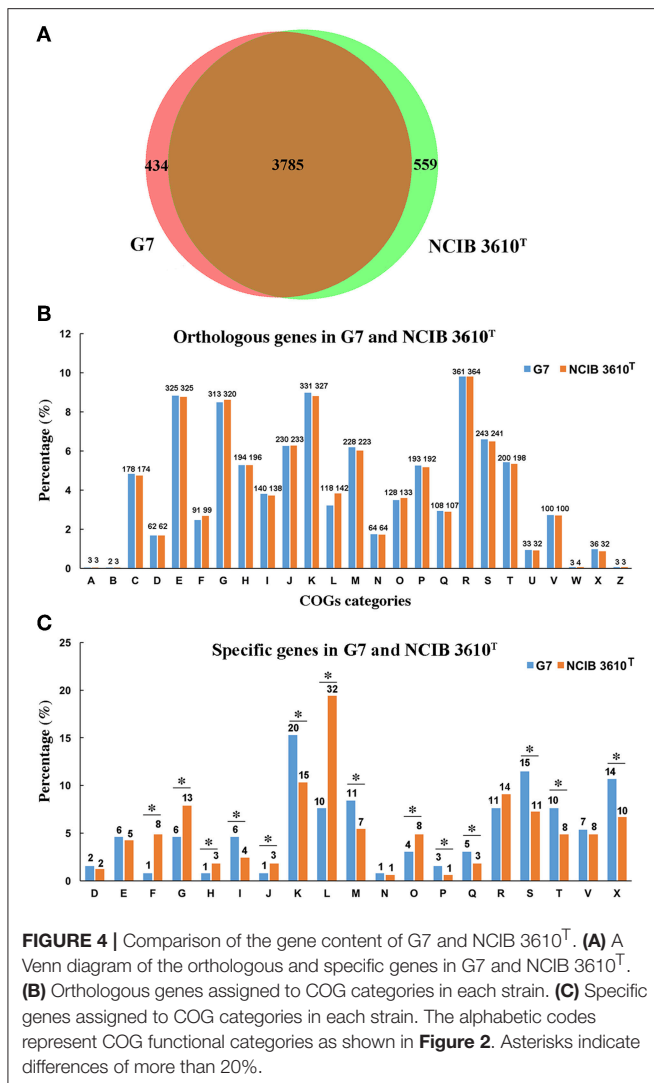 A
434
3785
559
G7
NCIB 3610T
B
Orthologous genes in G7 and NCIB 3610T
G7 NCIB 3610T
Percentage (%)
12
10
8
6
4
2
0
3 3
2 3
178 174
62 62
325 325
91 99
313 320
194 196
140 138
230 233
331 327
118 142
228 223
64 64
128 133
193 192
108 107
361 364
243 241
200 198
33 32
100 100
3 4
36 32
3 3
A B C D E F G H I J K L M N O P Q R S T U V W X Z
COGs categories
C
Specific genes in G7 and NCIB 3610T
G7 NCIB 3610T
Percentage (%)
25
20
15
10
5
0
2 2
6 5
* 1 8
* 6 13
* 1 3
* 6 4
* 1 3
* 20 15
* 10 32
* 11 7
1 1
* 4 8
* 3 1
* 5 3
11 14
* 15 11
* 10 8
7 8
* 14 10
D E F G H I J K L M N O P Q R S T V X
FIGURE 4 | Comparison of the gene content of G7 and NCIB 3610T. (A) A
Venn diagram of the orthologous and specific genes in G7 and NCIB 3610T.
(B) Orthologous genes assigned to COG categories in each strain. (C) Specific
genes assigned to COG categories in each strain. The alphabetic codes
represent COG functional categories as shown in Figure 2. Asterisks indicate
differences of more than 20%.